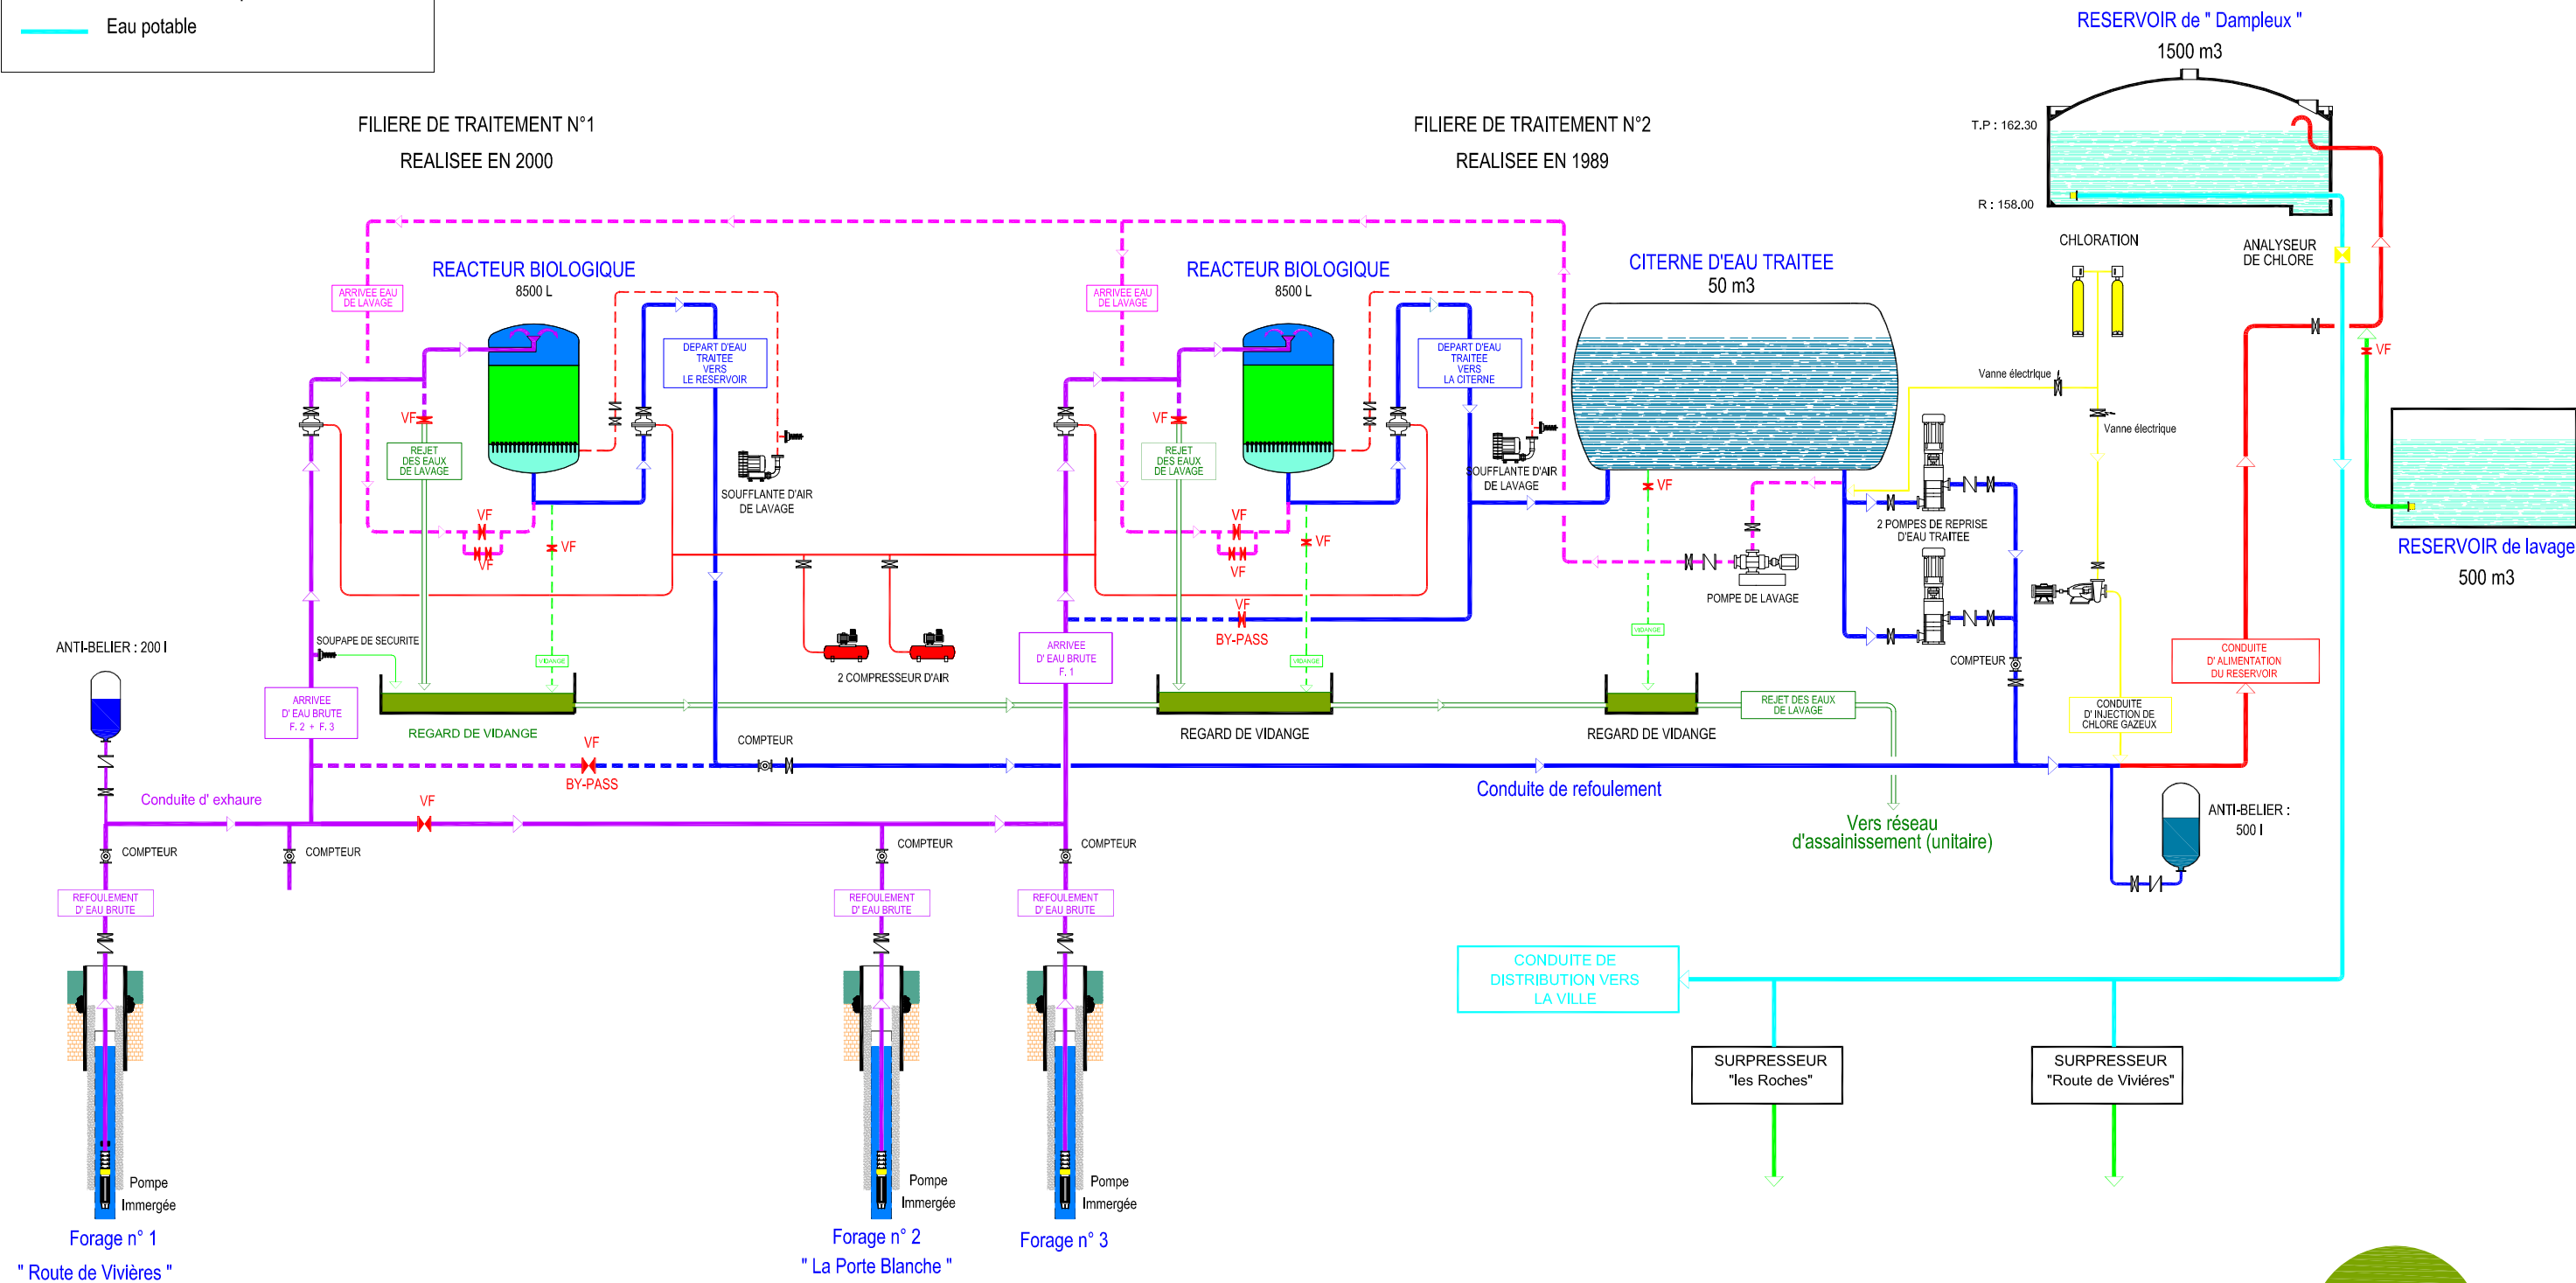 Eau potable
RESERVOIR de " Dampleux "
1500 m3
T.P : 162.30
R : 158.00
FILIERE DE TRAITEMENT N°1
REALISEE EN 2000
FILIERE DE TRAITEMENT N°2
REALISEE EN 1989
CHLORATION
ANALYSEUR
DE CHLORE
REACTEUR BIOLOGIQUE
8500 L
REACTEUR BIOLOGIQUE
8500 L
CITERNE D'EAU TRAITEE
50 m3
ARRIVEE EAU
DE LAVAGE
ARRIVEE EAU
DE LAVAGE
DEPART D'EAU
TRAITEE
VERS
LE RESERVOIR
DEPART D'EAU
TRAITEE
VERS
LA CITERNE
VF
Vanne électrique
Vanne électrique
VF
REJET
DES EAUX
DE LAVAGE
VF
REJET
DES EAUX
DE LAVAGE
SOUFFLANTE D'AIR
DE LAVAGE
SOUFFLANTE D'AIR
DE LAVAGE
VF
VF
VF
VF
VF
VF
VF
2 POMPES DE REPRISE
D'EAU TRAITEE
RESERVOIR de lavage
500 m3
POMPE DE LAVAGE
VF
BY-PASS
SOUPAPE DE SECURITE
ANTI-BELIER : 200 l
VIDANGE
VIDANGE
VIDANGE
2 COMPRESSEUR D'AIR
ARRIVEE
D' EAU BRUTE
F. 1
COMPTEUR
CONDUITE
D' ALIMENTATION
DU RESERVOIR
ARRIVEE
D' EAU BRUTE
F. 2 + F. 3
REJET DES EAUX
DE LAVAGE
CONDUITE
D' INJECTION DE
CHLORE GAZEUX
REGARD DE VIDANGE
REGARD DE VIDANGE
REGARD DE VIDANGE
VF
BY-PASS
COMPTEUR
Conduite d' exhaure
VF
Conduite de refoulement
ANTI-BELIER :
500 l
Vers réseau
d'assainissement (unitaire)
COMPTEUR
COMPTEUR
COMPTEUR
COMPTEUR
REFOULEMENT
D' EAU BRUTE
REFOULEMENT
D' EAU BRUTE
REFOULEMENT
D' EAU BRUTE
CONDUITE DE
DISTRIBUTION VERS
LA VILLE
SURPRESSEUR
"les Roches"
SURPRESSEUR
"Route de Viviéres"
Pompe
Immergée
Pompe
Immergée
Pompe
Immergée
Forage n° 1
" Route de Vivières "
Forage n° 2
" La Porte Blanche "
Forage n° 3